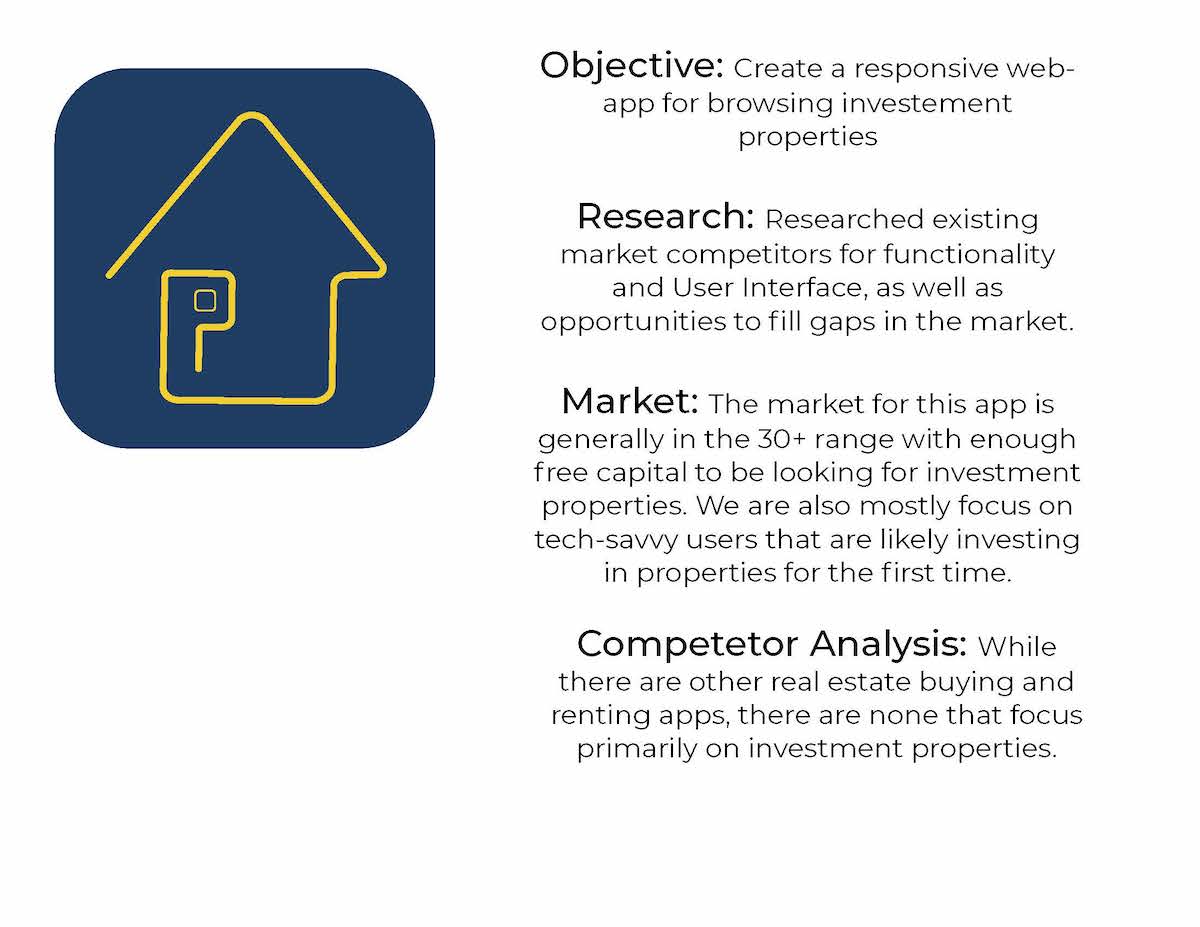 Objective: Create a responsive web-
app for browsing investement
properties
Research: Researched existing
market competitors for functionality
and User Interface, as well as
opportunities to fill gaps in the market.
Market: The market for this app is
generally in the 30+ range with enough
free capital to be looking for investment
properties. We are also mostly focus on
tech-savvy users that are likely investing
in properties for the first time.
Competetor Analysis: While
there are other real estate buying and
renting apps, there are none that focus
primarily on investment properties.